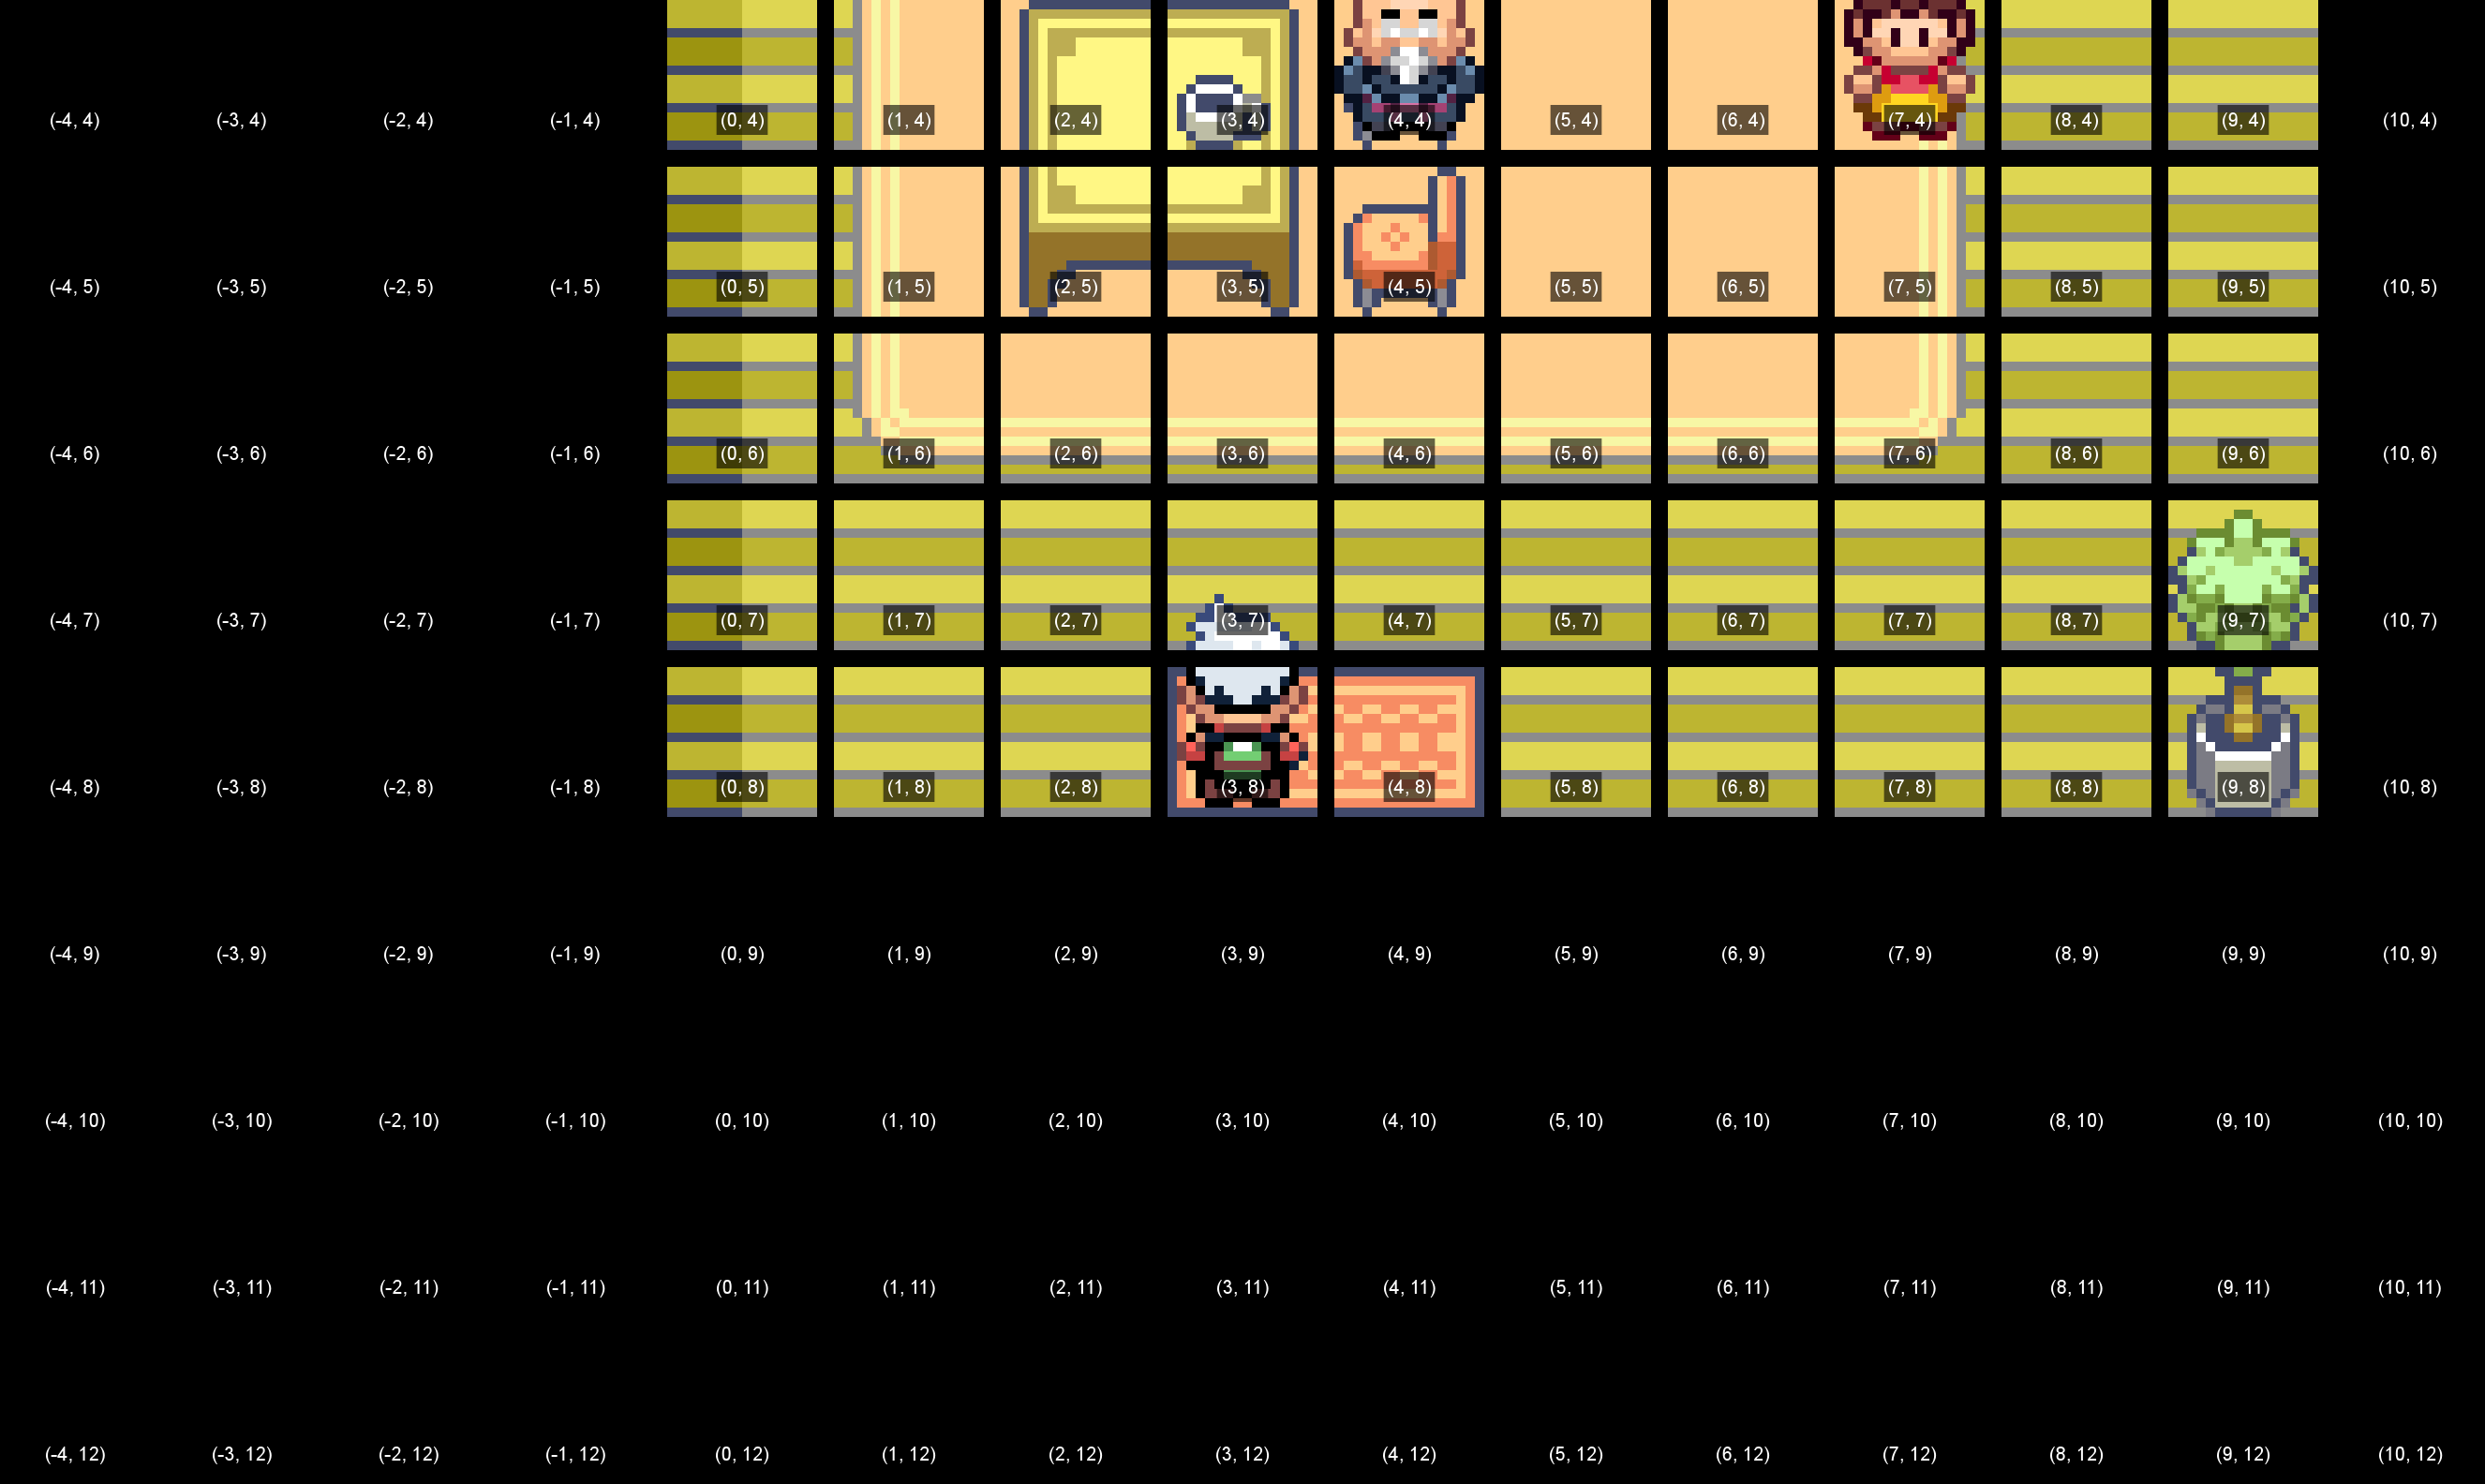 (-4, 4) (-3, 4) (-2, 4) (-1, 4) (0, 4) (1, 4) (2, 4) (3, 4) (4, 4) (5, 4) (6, 4) (7, 4) (8, 4) (9, 4) (10, 4)
(-4, 5) (-3, 5) (-2, 5) (-1, 5) (0, 5) (1, 5) (2, 5) (3, 5) (4, 5) (5, 5) (6, 5) (7, 5) (8, 5) (9, 5) (10, 5)
(-4, 6) (-3, 6) (-2, 6) (-1, 6) (0, 6) (1, 6) (2, 6) (3, 6) (4, 6) (5, 6) (6, 6) (7, 6) (8, 6) (9, 6) (10, 6)
(-4, 7) (-3, 7) (-2, 7) (-1, 7) (0, 7) (1, 7) (2, 7) (3, 7) (4, 7) (5, 7) (6, 7) (7, 7) (8, 7) (9, 7) (10, 7)
(-4, 8) (-3, 8) (-2, 8) (-1, 8) (0, 8) (1, 8) (2, 8) (3, 8) (4, 8) (5, 8) (6, 8) (7, 8) (8, 8) (9, 8) (10, 8)
(-4, 9) (-3, 9) (-2, 9) (-1, 9) (0, 9) (1, 9) (2, 9) (3, 9) (4, 9) (5, 9) (6, 9) (7, 9) (8, 9) (9, 9) (10, 9)
(-4, 10) (-3, 10) (-2, 10) (-1, 10) (0, 10) (1, 10) (2, 10) (3, 10) (4, 10) (5, 10) (6, 10) (7, 10) (8, 10) (9, 10) (10, 10)
(-4, 11) (-3, 11) (-2, 11) (-1, 11) (0, 11) (1, 11) (2, 11) (3, 11) (4, 11) (5, 11) (6, 11) (7, 11) (8, 11) (9, 11) (10, 11)
(-4, 12) (-3, 12) (-2, 12) (-1, 12) (0, 12) (1, 12) (2, 12) (3, 12) (4, 12) (5, 12) (6, 12) (7, 12) (8, 12) (9, 12) (10, 12)